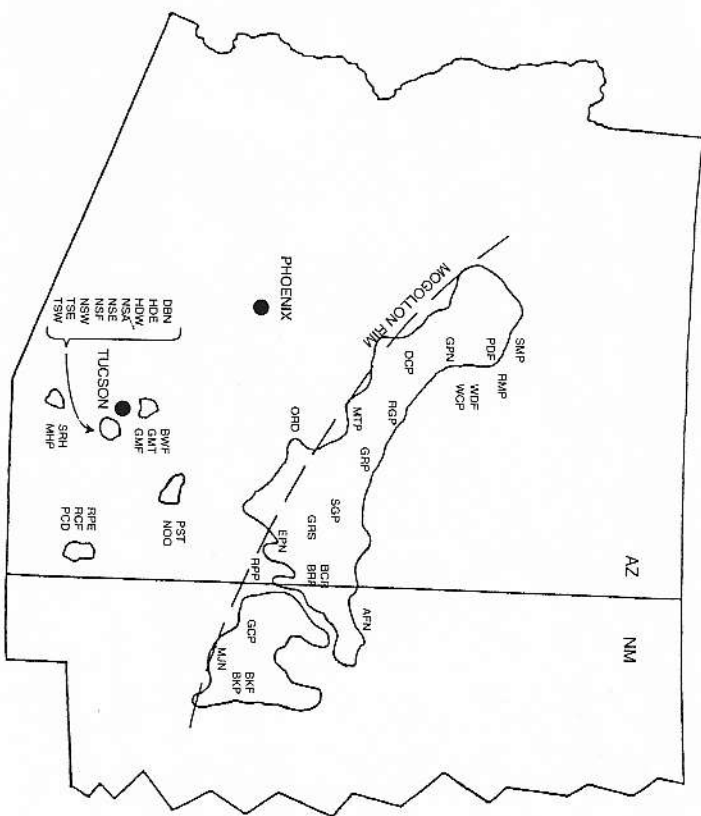 AZ
NM
SMP
RMP
PDF
WDF
WCP
GPN
MOGOLLON RIM
DCP
RGP
GRP
MTP
ORD
SGP
GRS
AFN
EPN
BCP
BRP
RPP
GCP
MJN
BKF
BKP
PHOENIX
DBN
HDE
HDW
NSA
NSE
NSF
NSW
TSE
TSW
TUCSON
BWF
GMT
GMF
SRH
MHP
PST
NOO
RPE
RCF
PCD